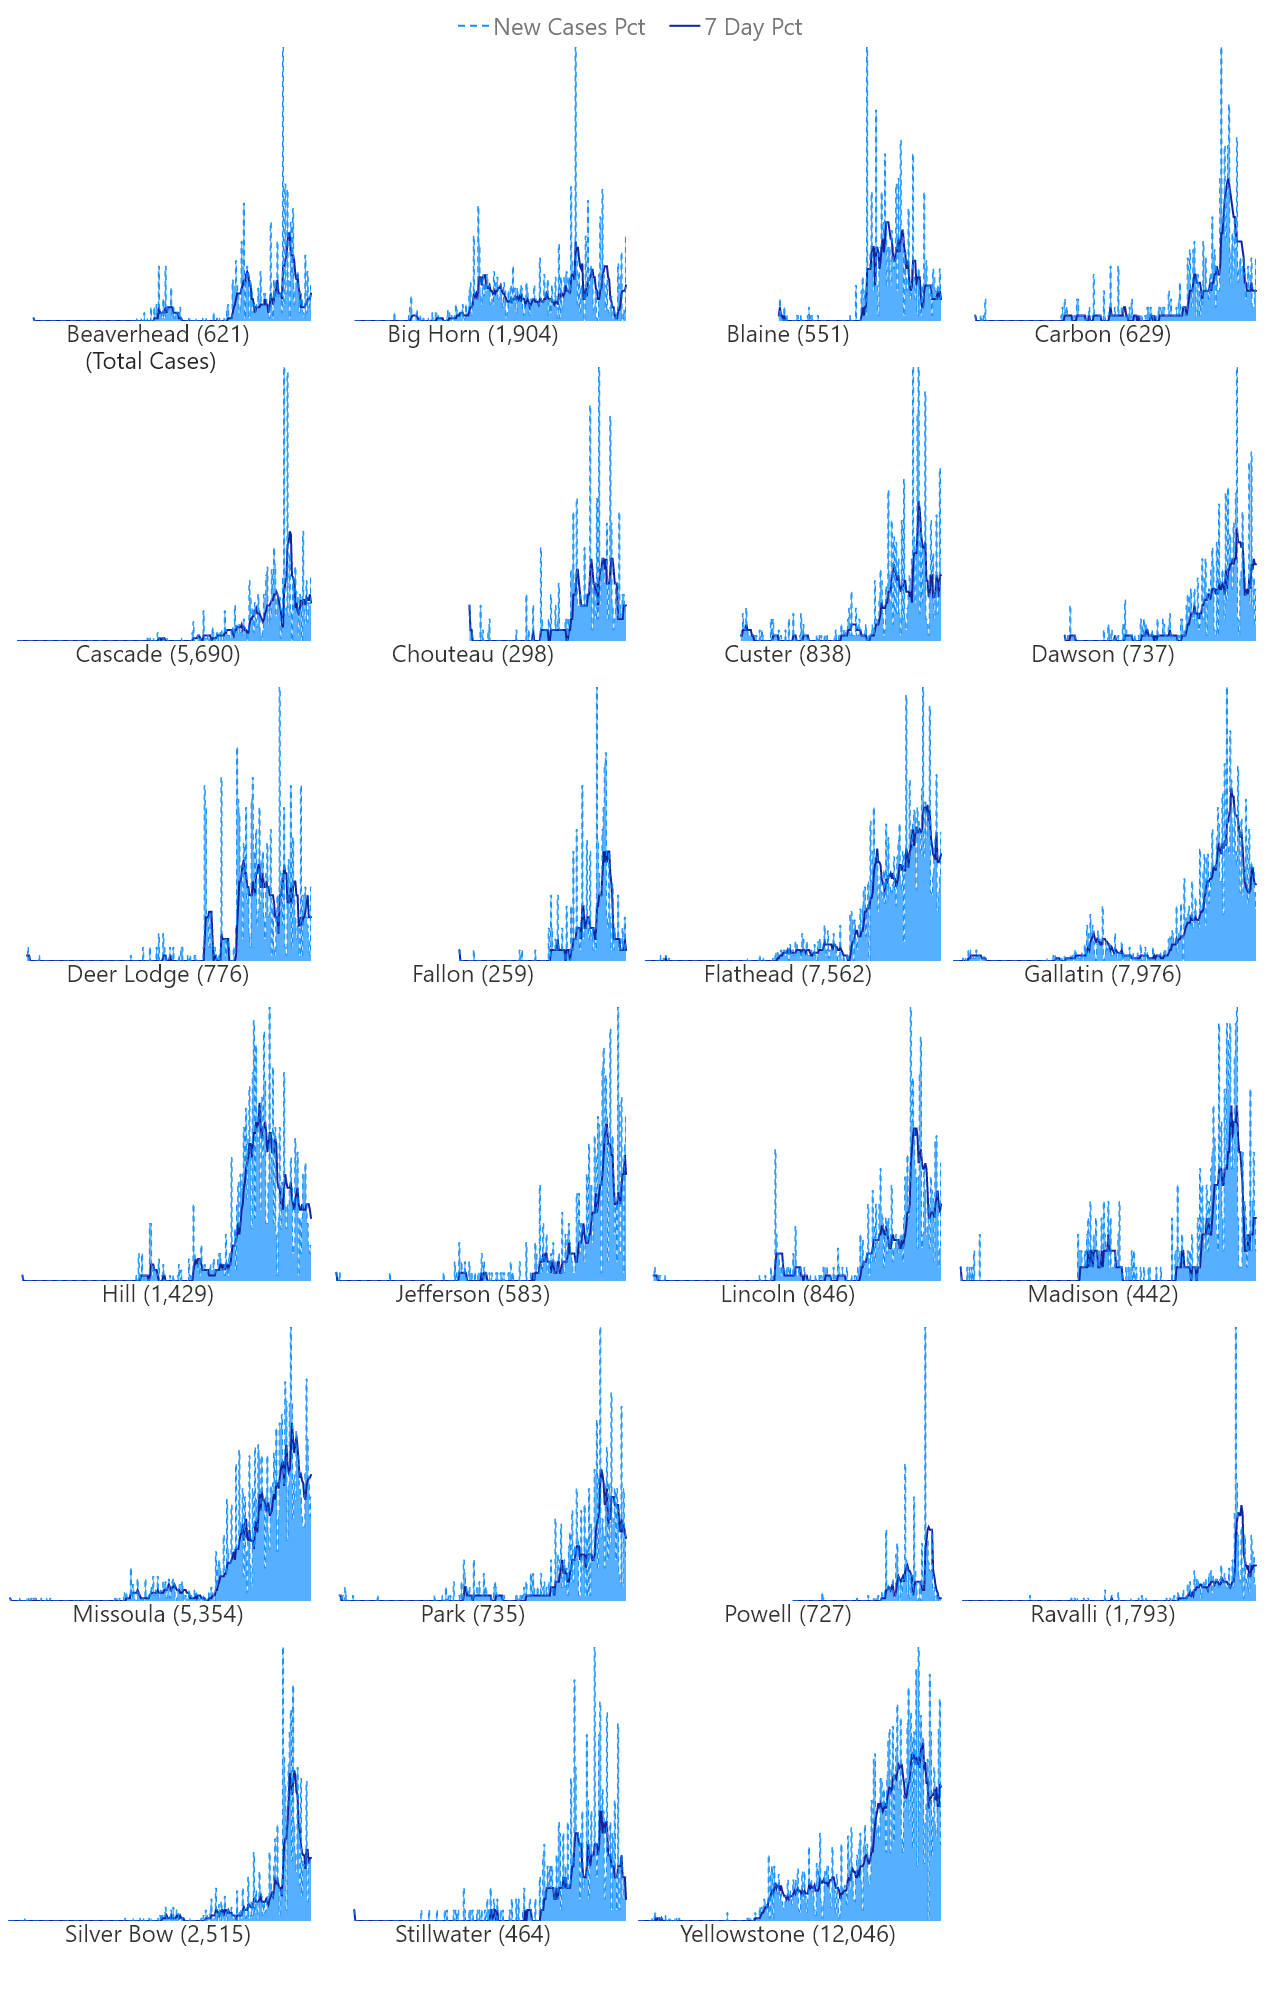 New Cases Pct 7 Day Pct
Beaverhead (621) Big Horn (1,904) Blaine (551) Carbon (629)
(Total Cases)
Cascade (5,690) Chouteau (298) Custer (838) Dawson (737)
Deer Lodge (776) Fallon (259) Flathead (7,562) Gallatin (7,976)
Hill (1,429) Jefferson (583) Lincoln (846) Madison (442)
Missoula (5,354) Park (735) Powell (727) Ravalli (1,793)
Silver Bow (2,515) Stillwater (464) Yellowstone (12,046)